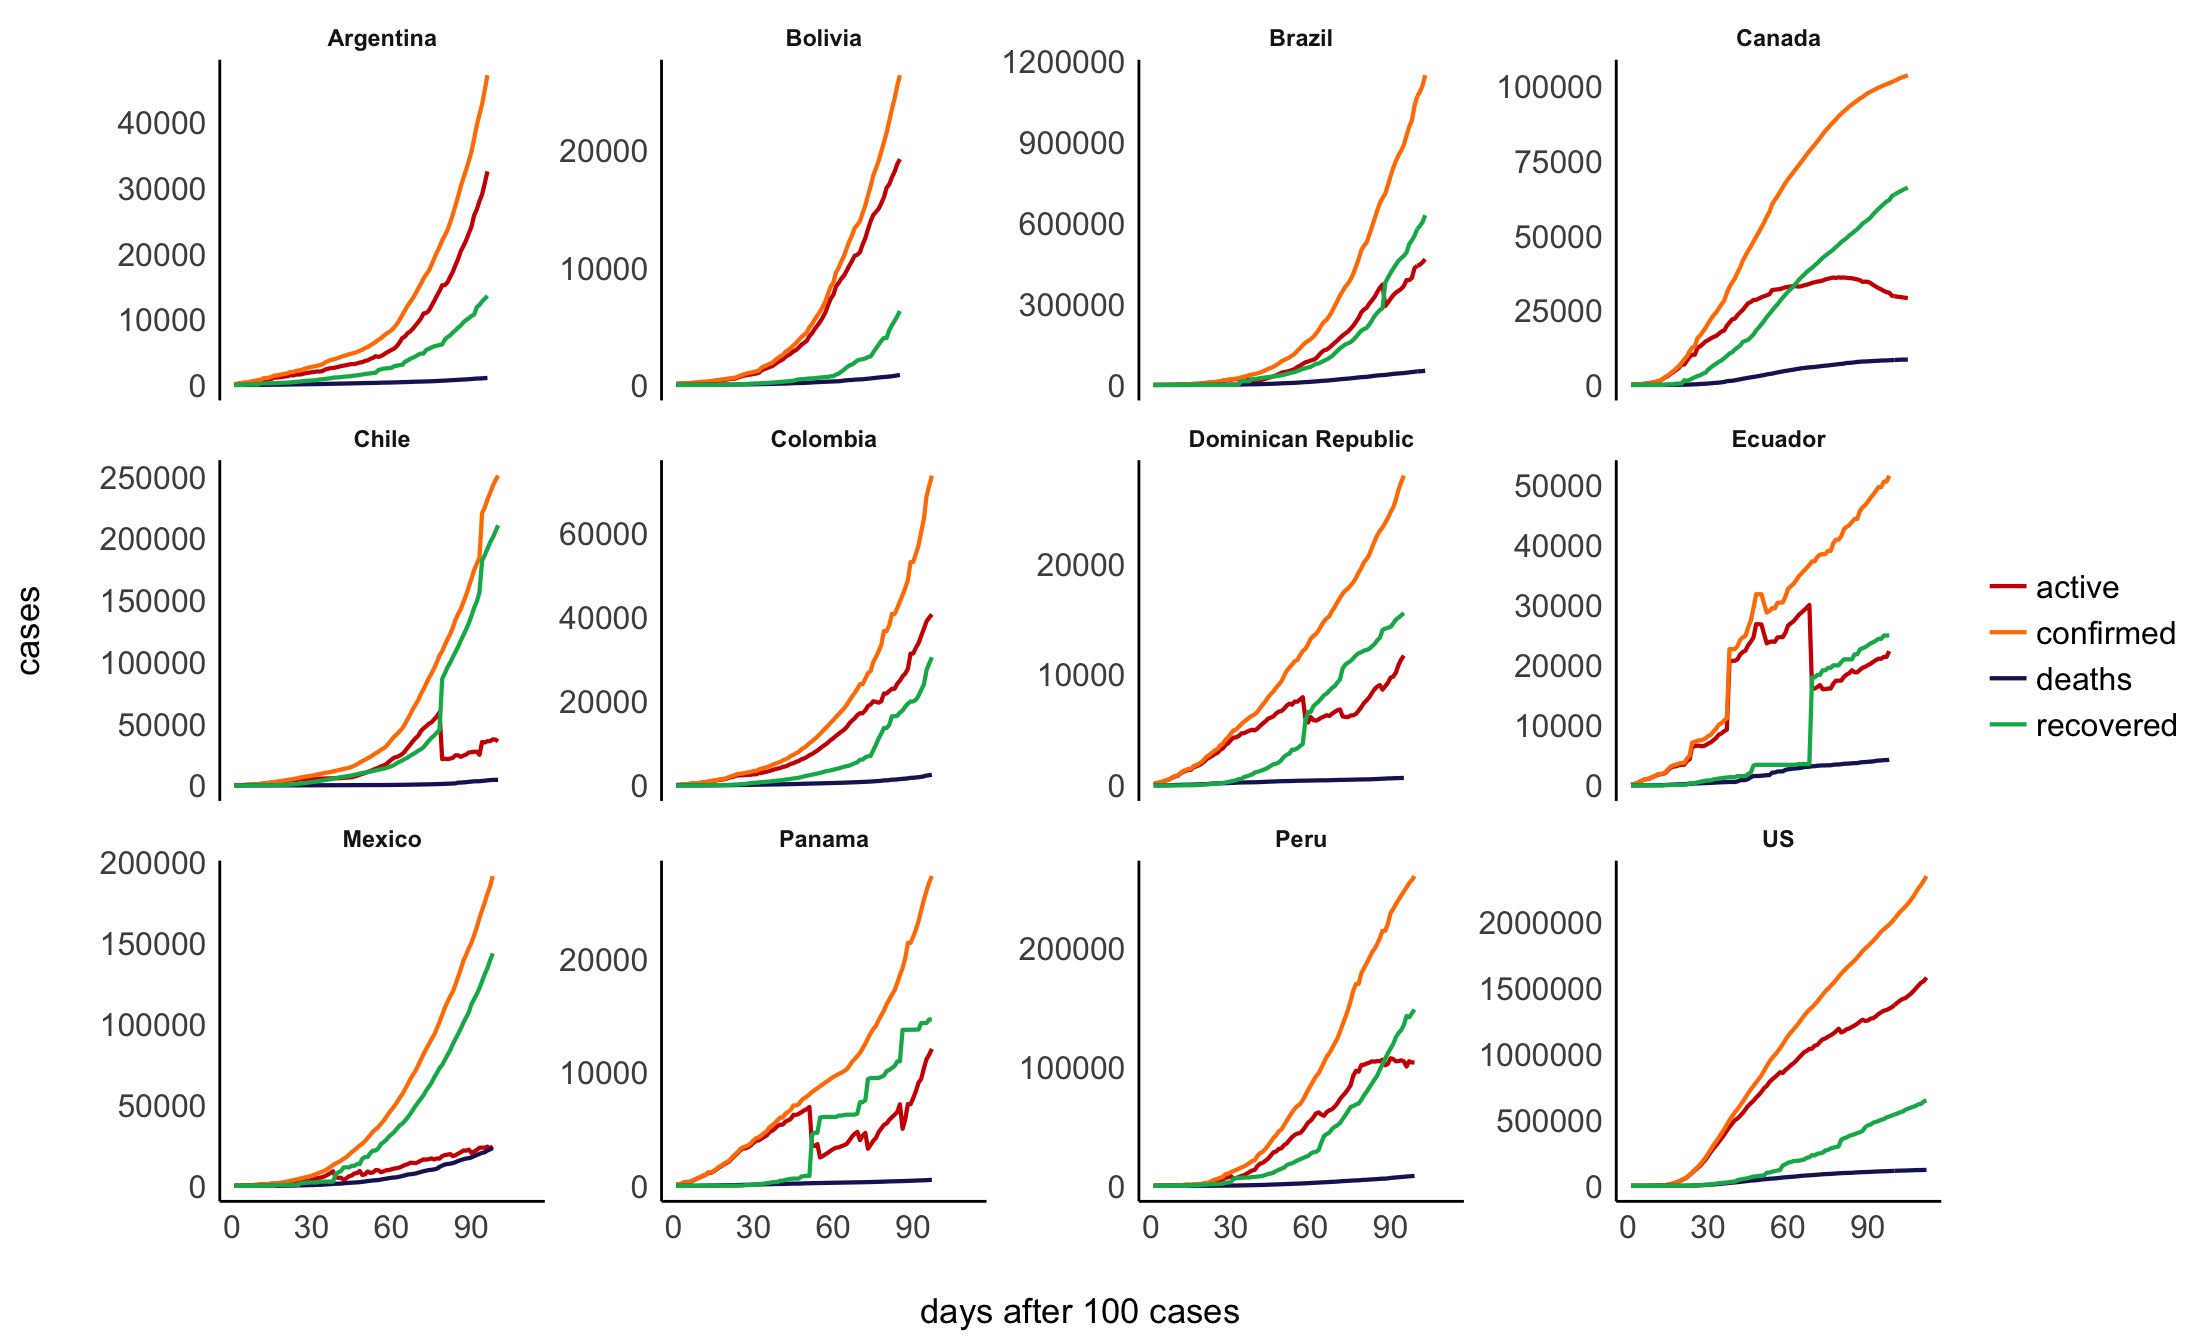 Argentina
Bolivia
Brazil
Canada
40000
30000
20000
10000
0
20000
10000
0
1200000
900000
600000
300000
0
100000
75000
50000
25000
0
Chile
Colombia
Dominican Republic
Ecuador
250000
200000
150000
100000
50000
0
60000
40000
20000
0
20000
10000
0
50000
40000
30000
20000
10000
0
Mexico
Panama
Peru
US
200000
150000
100000
50000
0
20000
10000
0
200000
100000
0
2000000
1500000
1000000
500000
0
0 30 60 90
0 30 60 90
0 30 60 90
0 30 60 90
days after 100 cases
cases
active
confirmed
deaths
recovered